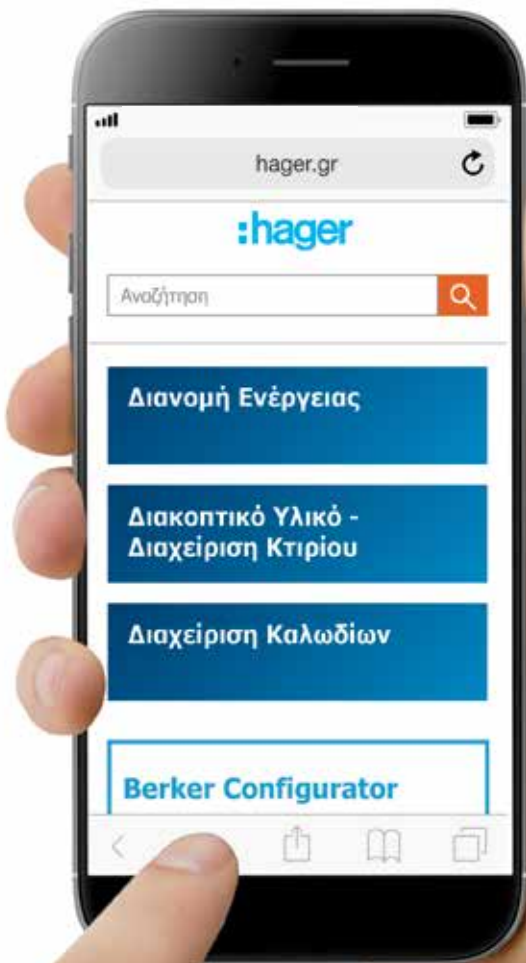 hager.gr
:hager
Αναζήτηση
Διανομή Ενέργειας
Διακοπτικό Υλικό -
Διαχείριση Κτιρίου
Διαχείριση Καλωδίων
Berker Configurator